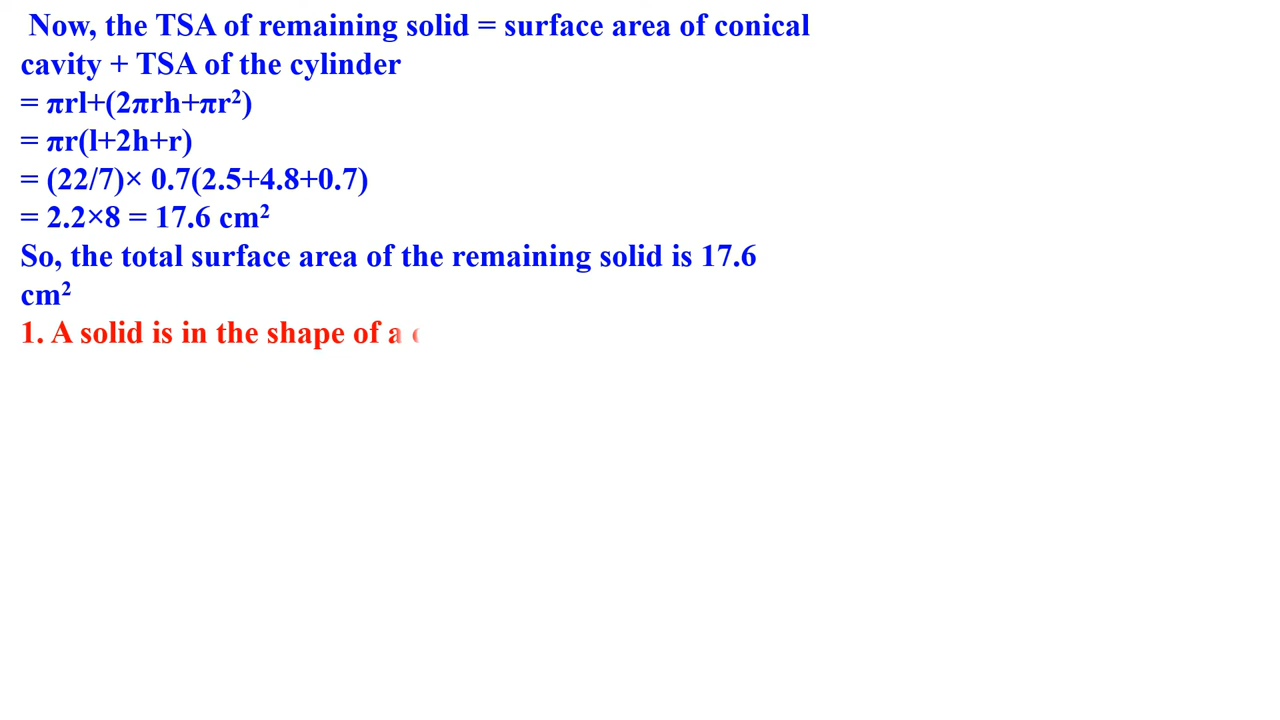 Now, the TSA of remaining solid = surface area of conical
cavity + TSA of the cylinder
= πrl+(2πrh+πr²)
= πr(l+2h+r)
= (22/7)× 0.7(2.5+4.8+0.7)
= 2.2×8 = 17.6 cm²
So, the total surface area of the remaining solid is 17.6
cm²
1. A solid is in the shape of a